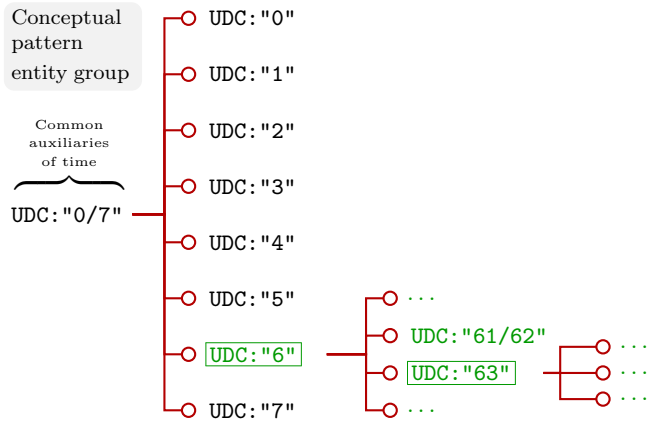 Conceptual
pattern
entity group
Common
auxiliaries
of time
UDC:"0/7"
UDC:"0"
UDC:"1"
UDC:"2"
UDC:"3"
UDC:"4"
UDC:"5"
UDC:"6"
UDC:"7"
...
UDC:"61/62"
UDC:"63"
...
...
...
...